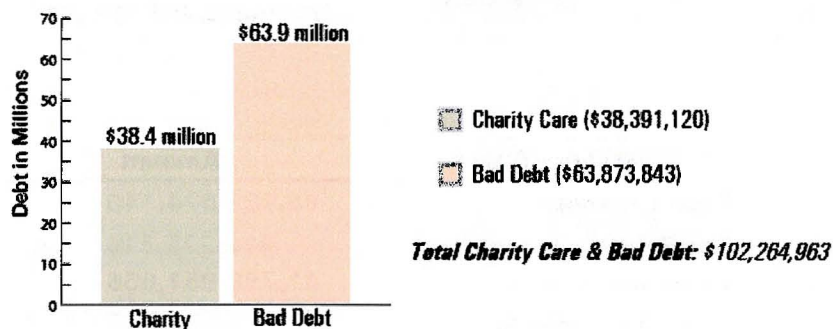 Debt in Millions
70
60
50
40
30
20
10
0
$38.4 million
$63.9 million
Charity
Bad Debt
Charity Care ($38,391,120)
Bad Debt ($63,873,843)
Total Charity Care & Bad Debt: $102,264,963